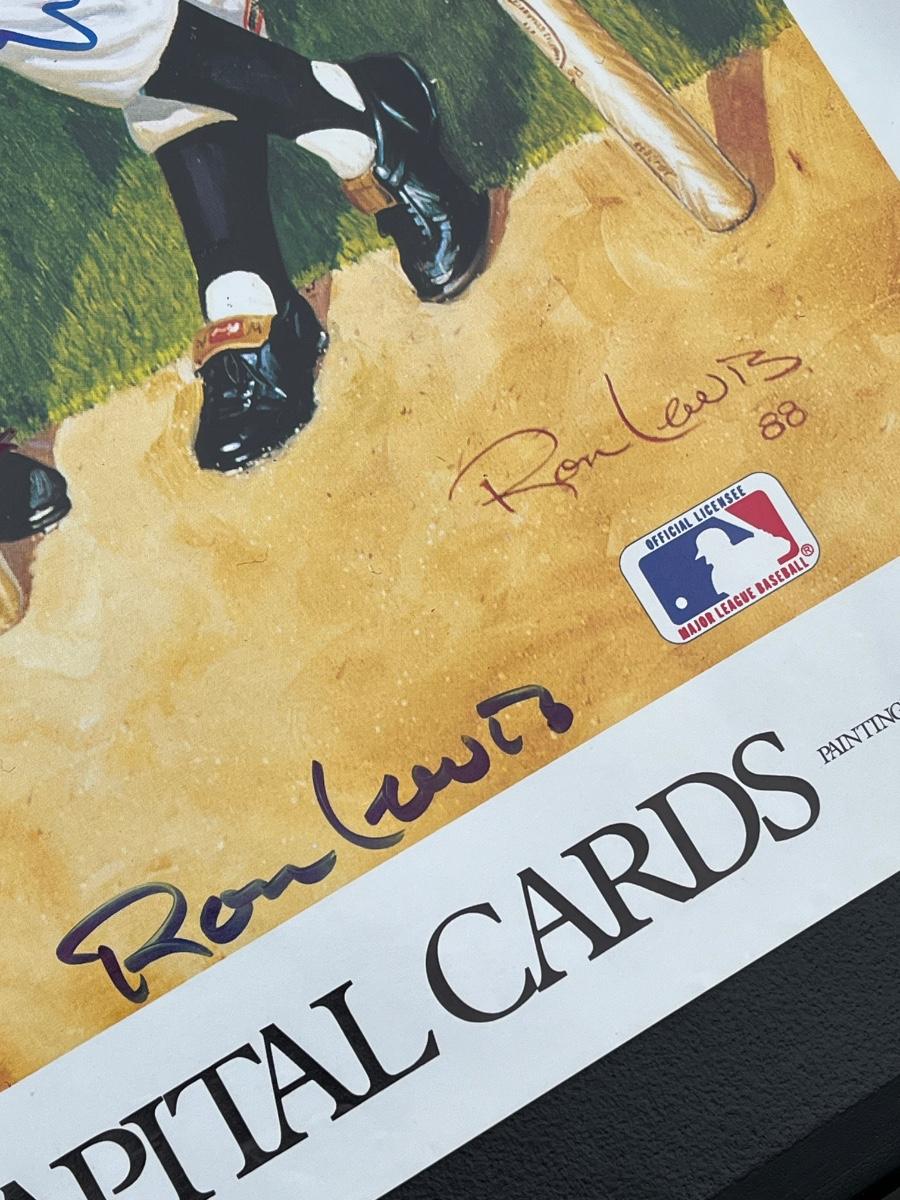 Ron Lewis
88
OFFICIAL LICENSEE
MAJOR LEAGUE BASEBALL®
Ron Lewis
PAINTING
APITAL CARDS